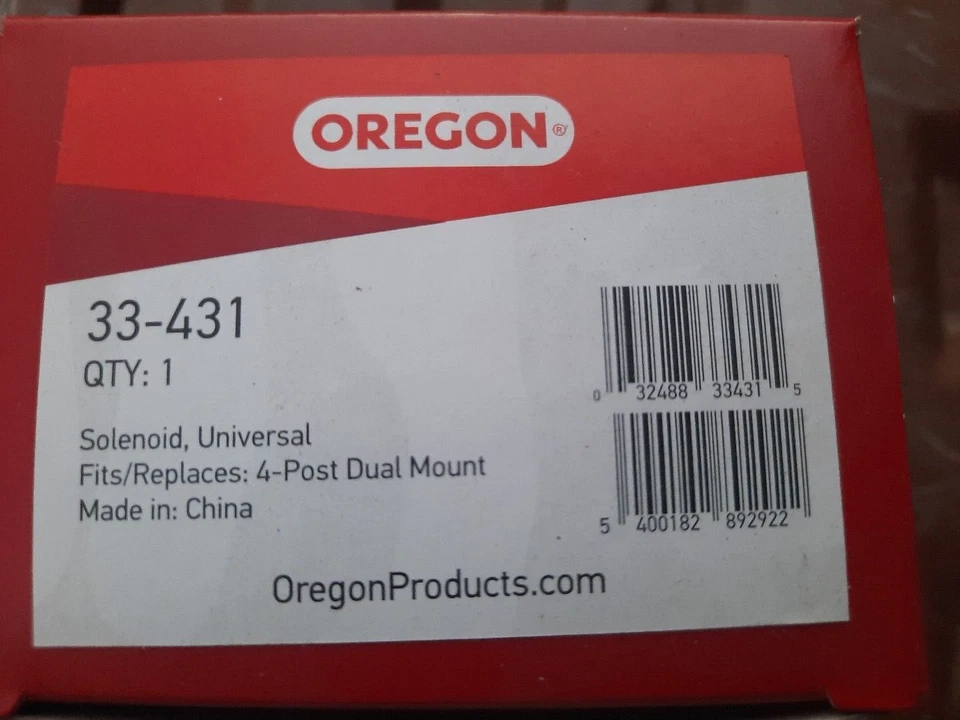 OREGON®
33-431
QTY: 1
Solenoid, Universal
Fits/Replaces: 4-Post Dual Mount
Made in: China
0 32488 33431 5
5 400182 892922
OregonProducts.com